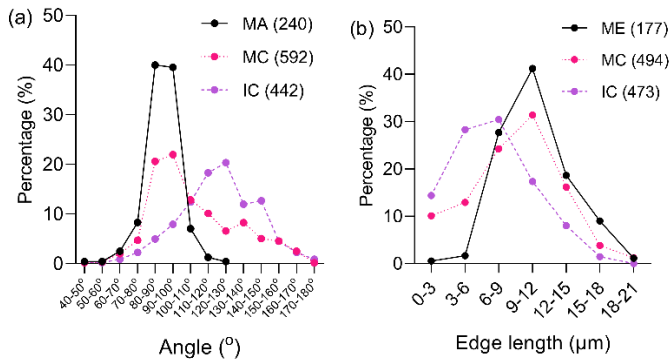 (a)
MA (240)
MC (592)
IC (442)
Percentage (%)
50
40
30
20
10
0
40-50°
50-60°
60-70°
70-80°
80-90°
90-100°
100-110°
110-120°
120-130°
130-140°
140-150°
150-160°
160-170°
170-180°
Angle (°)
(b)
ME (177)
MC (494)
IC (473)
Percentage (%)
50
40
30
20
10
0
0-3
3-6
6-9
9-12
12-15
15-18
18-21
Edge length (µm)